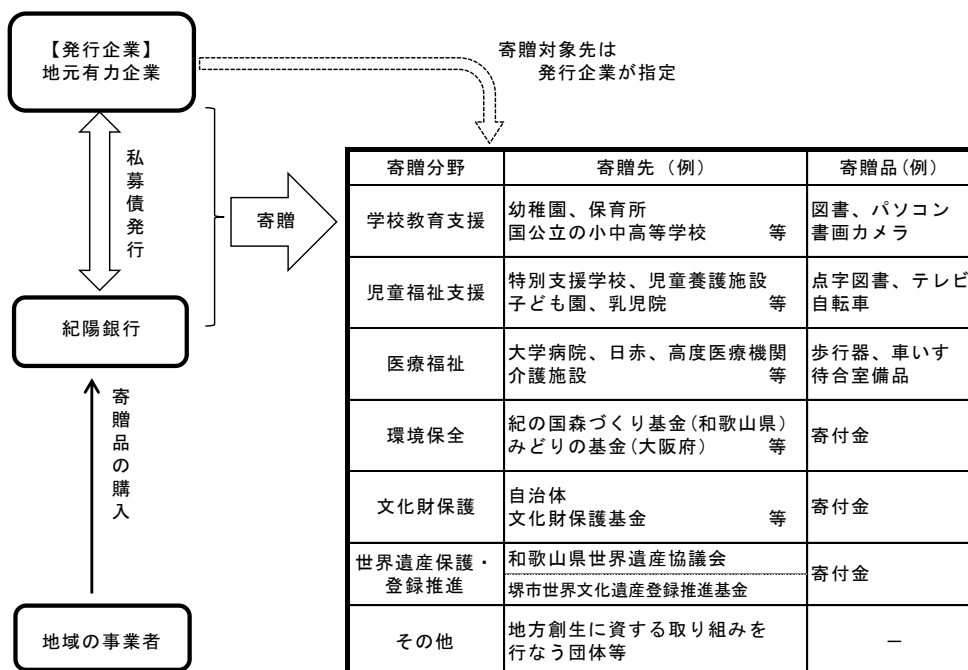 【発行企業】
地元有力企業
寄贈対象先は
発行企業が指定
私募債発行
寄贈
紀陽銀行
寄贈品の購入
地域の事業者
寄贈分野 寄贈先（例） 寄贈品(例)
学校教育支援
幼稚園、保育所
国公立の小中高等学校 等
図書、パソコン
書画カメラ
児童福祉支援
特別支援学校、児童養護施設
子ども園、乳児院 等
点字図書、テレビ
自転車
医療福祉
大学病院、日赤、高度医療機関
介護施設 等
歩行器、車いす
待合室備品
環境保全
紀の国森づくり基金(和歌山県)
みどりの基金(大阪府) 等
寄付金
文化財保護
自治体
文化財保護基金 等
寄付金
世界遺産保護・
登録推進
和歌山県世界遺産協議会
堺市世界文化遺産登録推進基金
寄付金
その他
地方創生に資する取り組みを
行なう団体等
－